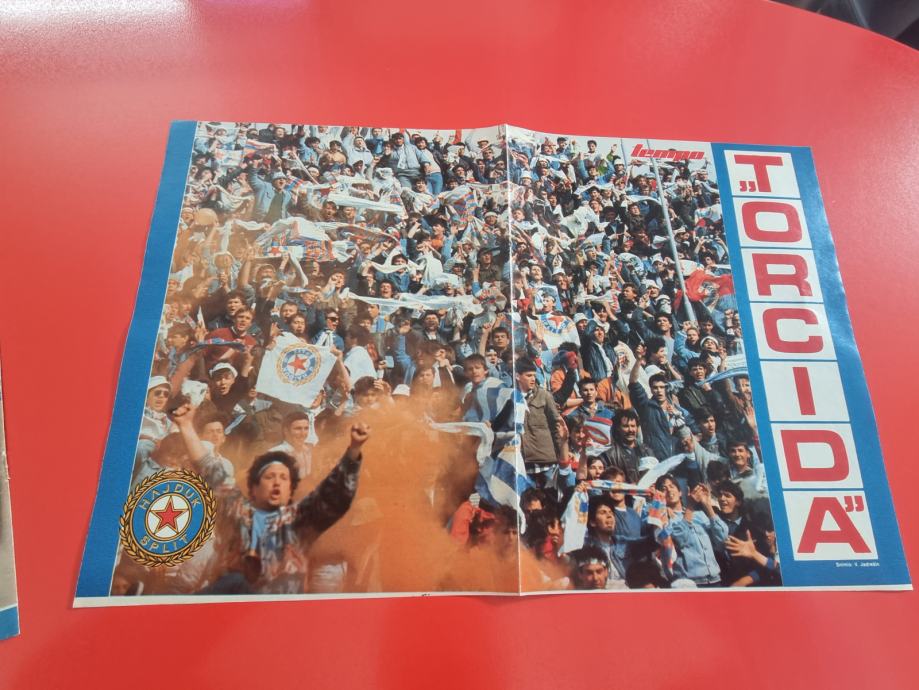 tempo
„TORCIDA”
HAJDUK
SPLIT